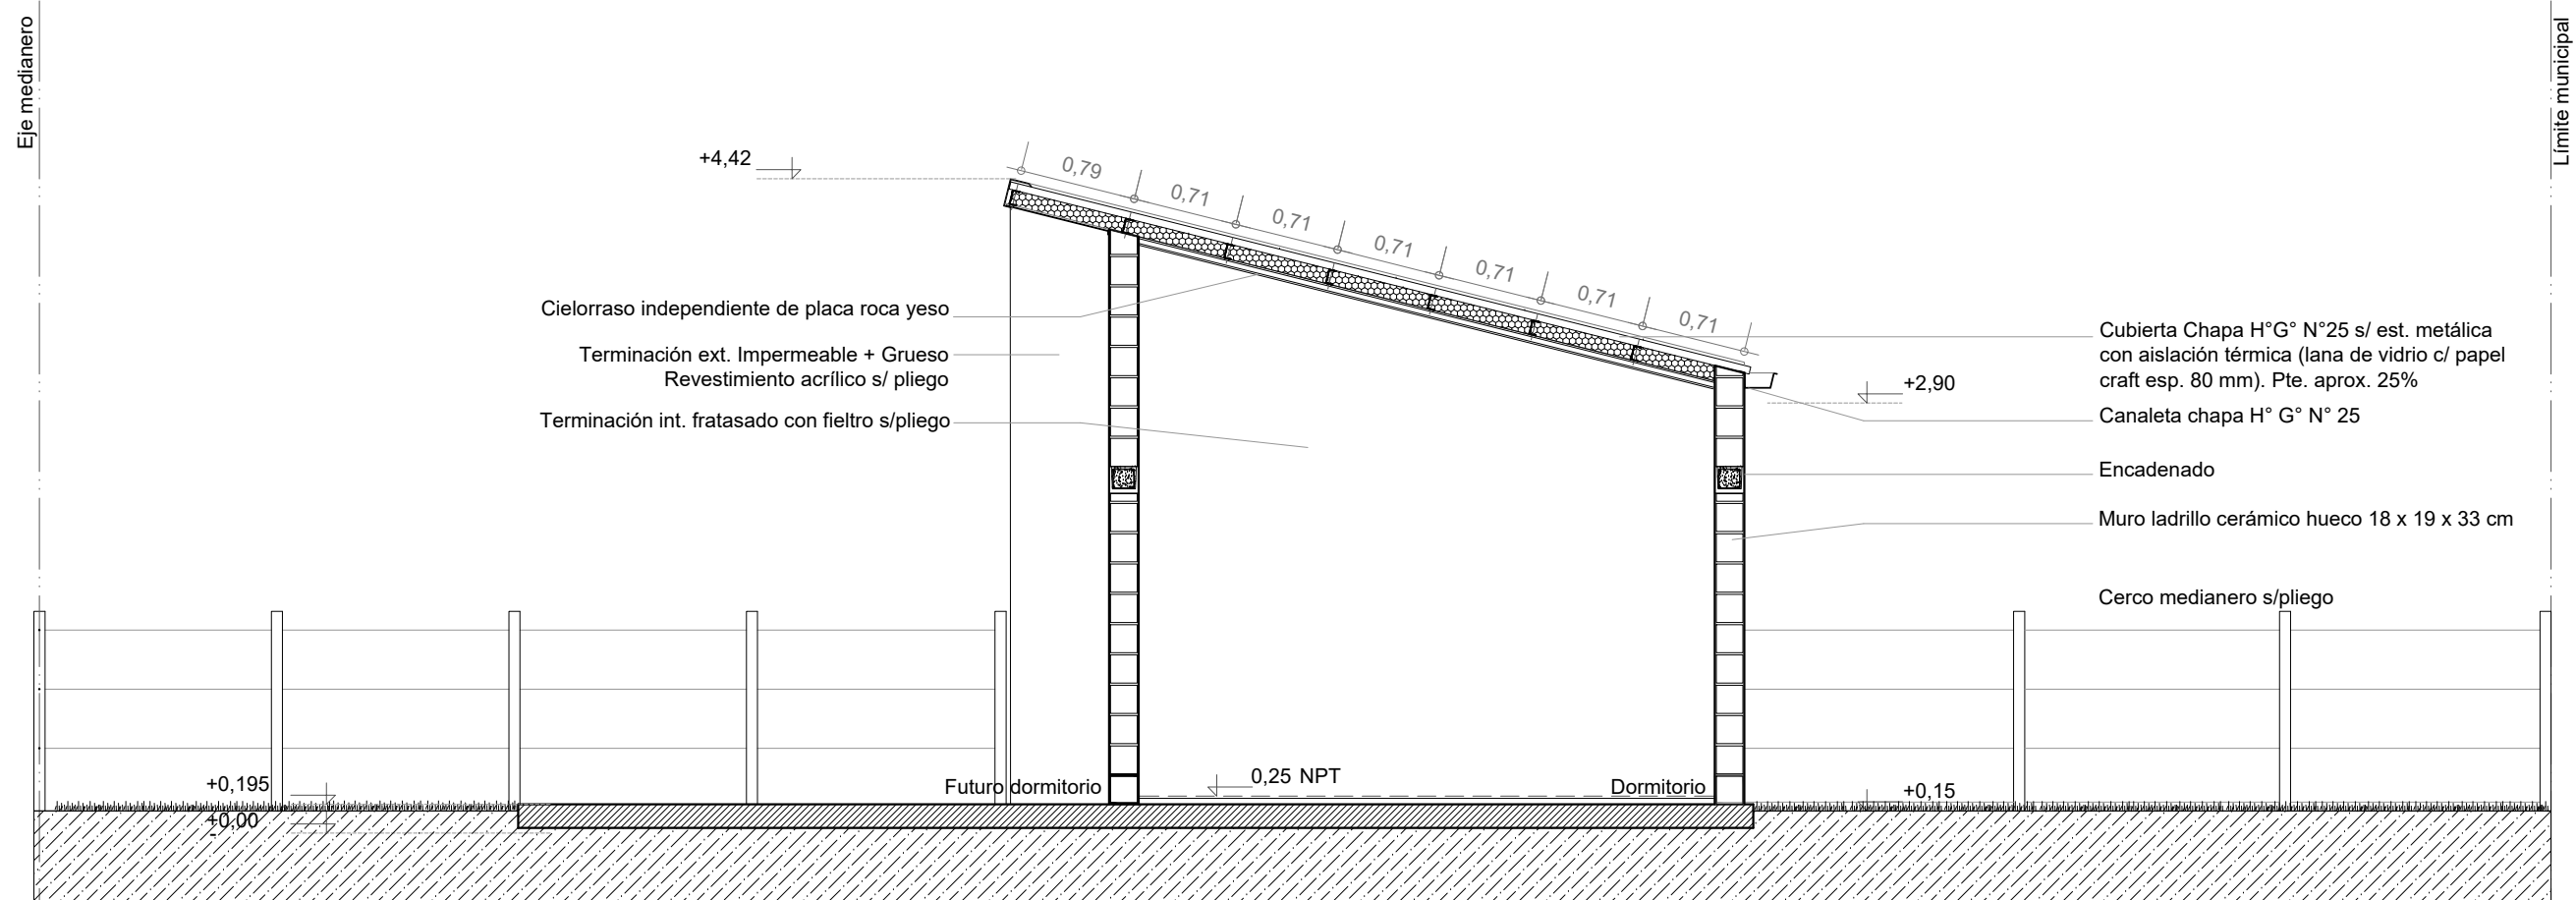 Eje medianero
Límite municipal
+4,42
0,79
0,71
0,71
0,71
0,71
0,71
0,71
Cielorraso independiente de placa roca yeso
Terminación ext. Impermeable + Grueso
Revestimiento acrílico s/ pliego
Terminación int. fratasado con fieltro s/pliego
Cubierta Chapa H°G° N°25 s/ est. metálica
con aislación térmica (lana de vidrio c/ papel
craft esp. 80 mm). Pte. aprox. 25%
+2,90
Canaleta chapa H° G° N° 25
Encadenado
Muro ladrillo cerámico hueco 18 x 19 x 33 cm
Cerco medianero s/pliego
+0,195
+0,00
-
Futuro dormitorio
0,25 NPT
Dormitorio
+0,15